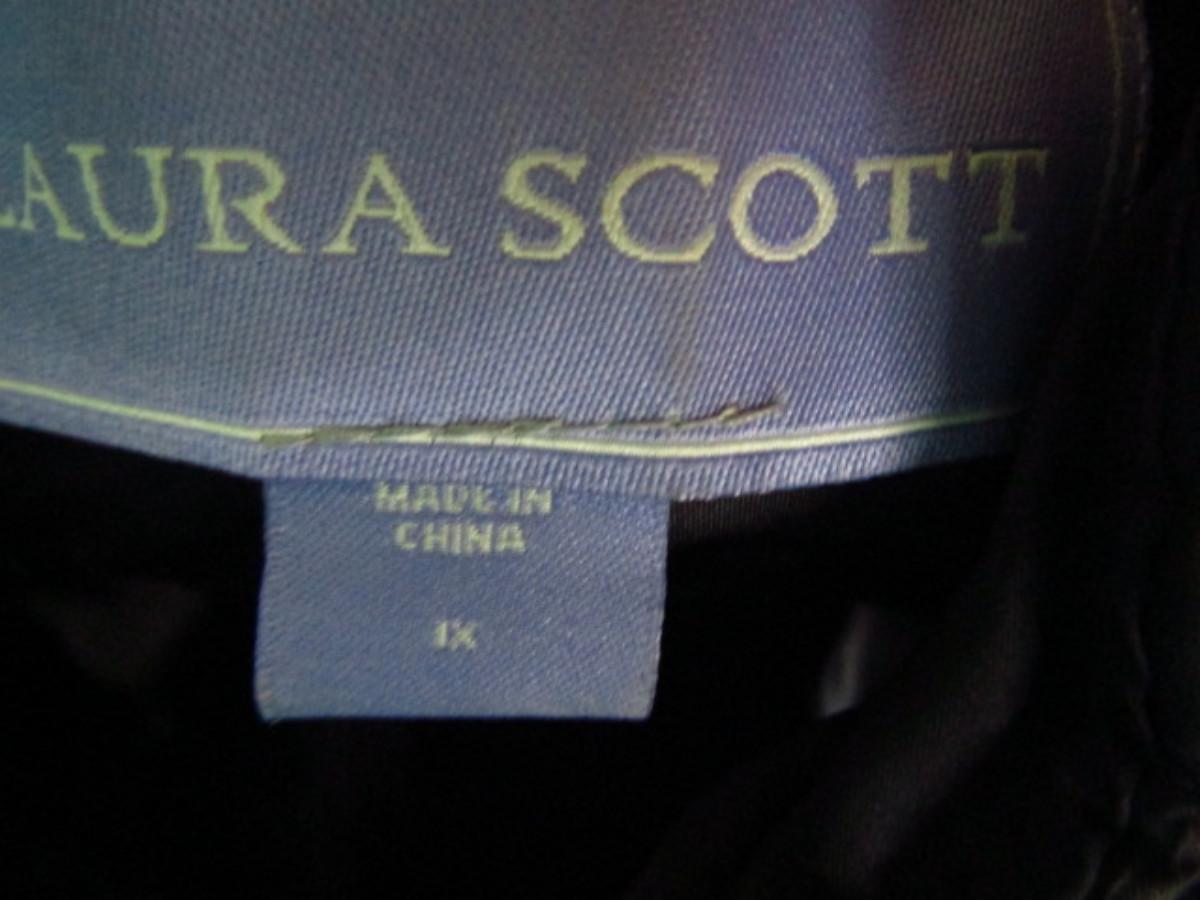 LAURA SCOTT
MADE IN
CHINA
1X